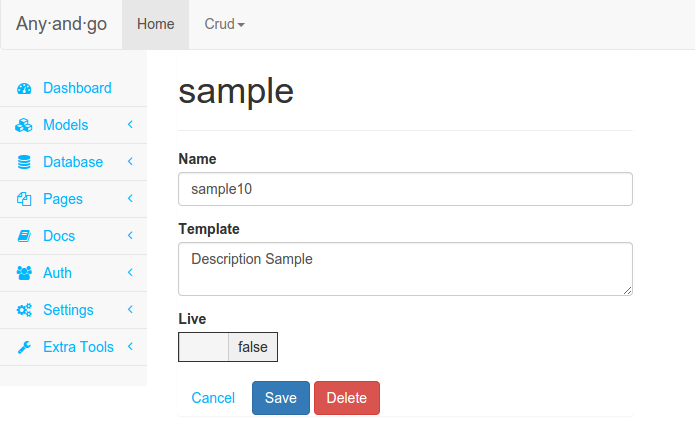 Any·and·go Home Crud
Dashboard
Models
Database
Pages
Docs
Auth
Settings
Extra Tools
sample
Name
sample10
Template
Description Sample
Live
false
Cancel Save Delete